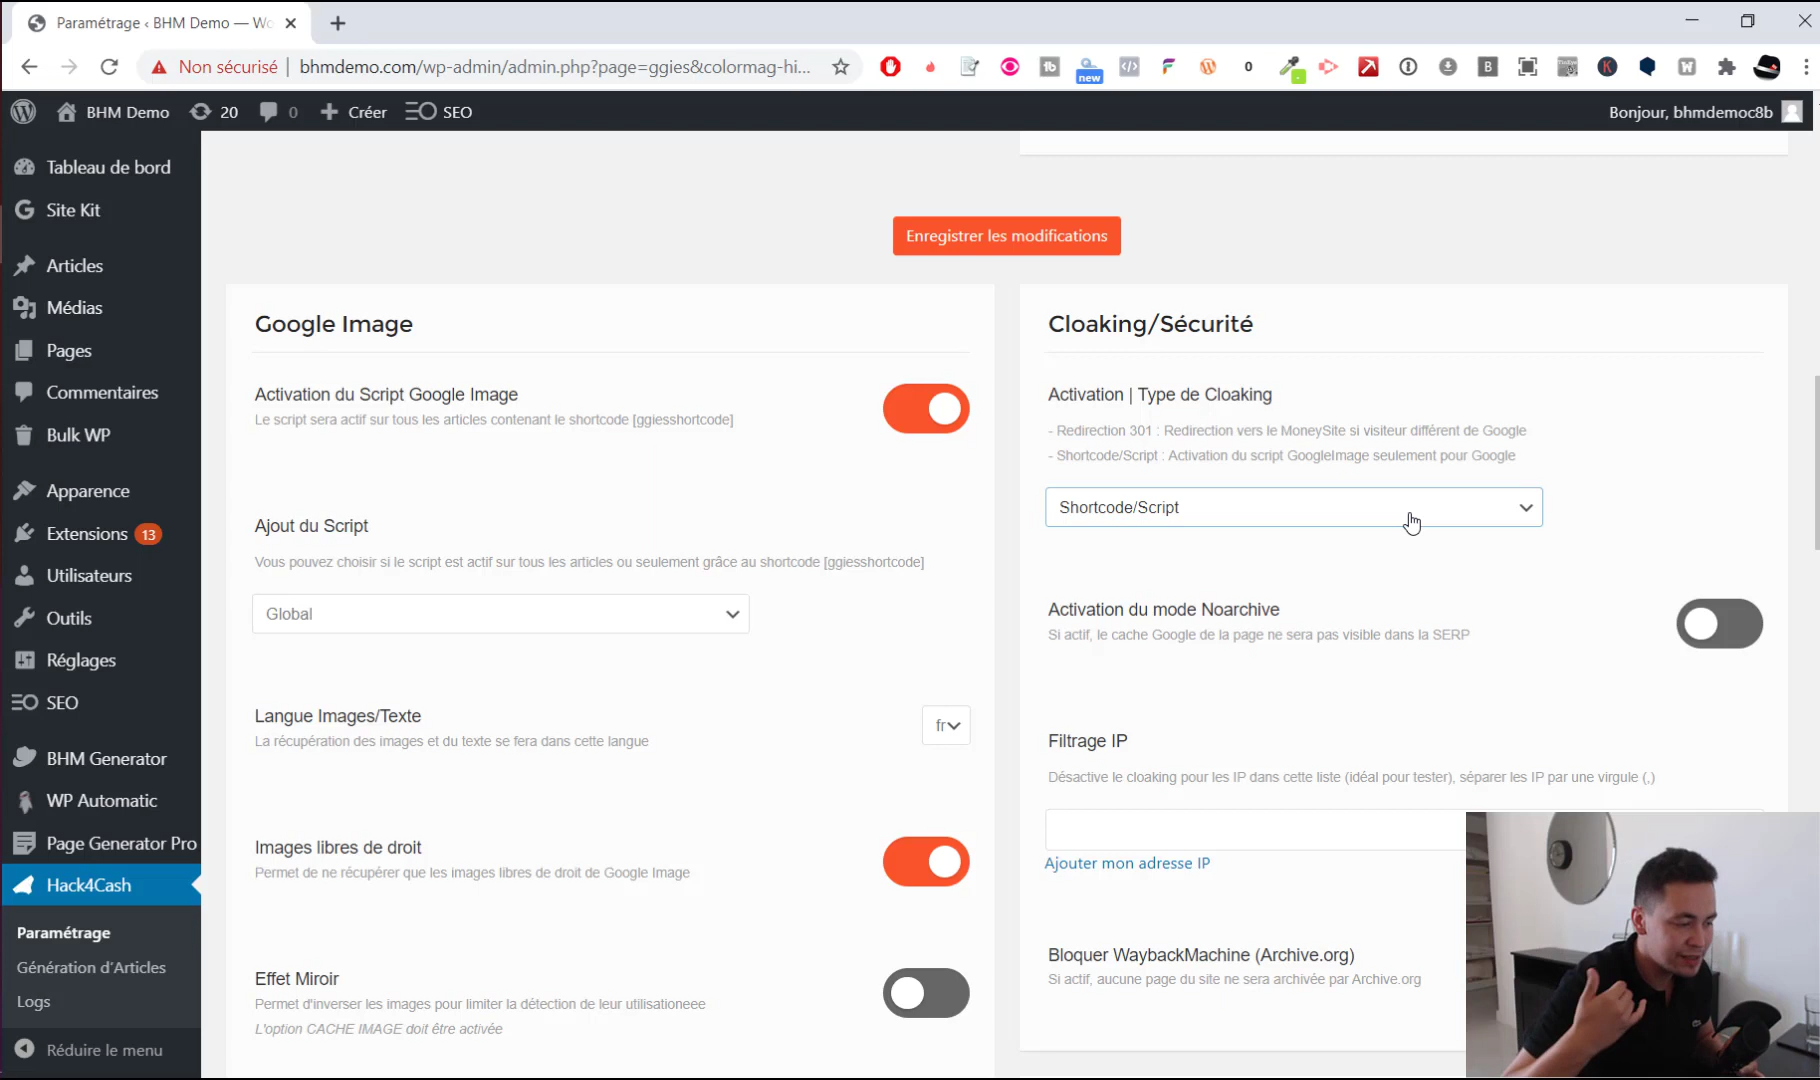 Paramétrage ‹ BHM Demo — Wo
Non sécurisé
bhmdemo.com/wp-admin/admin.php?page=ggies&colormag-hi...
new
0
BHM Demo
20
0
Créer
SEO
Bonjour, bhmdemoc8b
Tableau de bord
Site Kit
Articles
Médias
Pages
Commentaires
Bulk WP
Apparence
Extensions 13
Utilisateurs
Outils
Réglages
SEO
BHM Generator
WP Automatic
Page Generator Pro
Hack4Cash
Paramétrage
Génération d'Articles
Logs
Réduire le menu
Enregistrer les modifications
Google Image
Activation du Script Google Image
Le script sera actif sur tous les articles contenant le shortcode [ggiesshortcode]
Ajout du Script
Vous pouvez choisir si le script est actif sur tous les articles ou seulement grâce au shortcode [ggiesshortcode]
Global
Langue Images/Texte
fr
La récupération des images et du texte se fera dans cette langue
Images libres de droit
Permet de ne récupérer que les images libres de droit de Google Image
Effet Miroir
Permet d'inverser les images pour limiter la détection de leur utilisationeee
L'option CACHE IMAGE doit être activée
Cloaking/Sécurité
Activation | Type de Cloaking
- Redirection 301 : Redirection vers le MoneySite si visiteur différent de Google
- Shortcode/Script : Activation du script GoogleImage seulement pour Google
Shortcode/Script
Activation du mode Noarchive
Si actif, le cache Google de la page ne sera pas visible dans la SERP
Filtrage IP
Désactive le cloaking pour les IP dans cette liste (idéal pour tester), séparer les IP par une virgule (,)
Ajouter mon adresse IP
Bloquer WaybackMachine (Archive.org)
Si actif, aucune page du site ne sera archivée par Archive.org